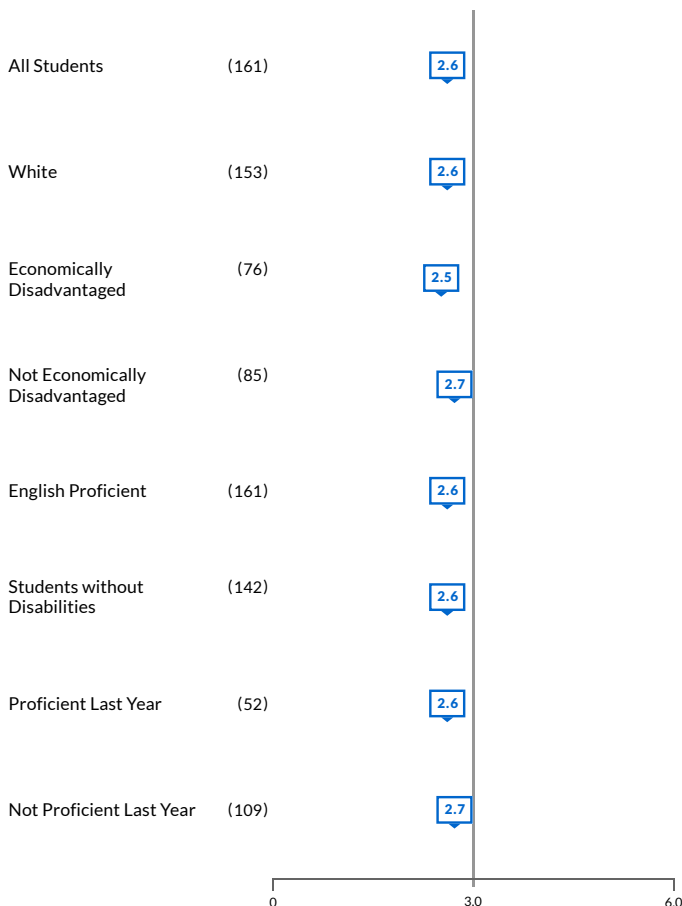 All Students (161) 2.6
White (153) 2.6
Economically (76)
Disadvantaged 2.5
Not Economically (85)
Disadvantaged 2.7
English Proficient (161) 2.6
Students without (142)
Disabilities 2.6
Proficient Last Year (52) 2.6
Not Proficient Last Year (109) 2.7
0 3.0 6.0